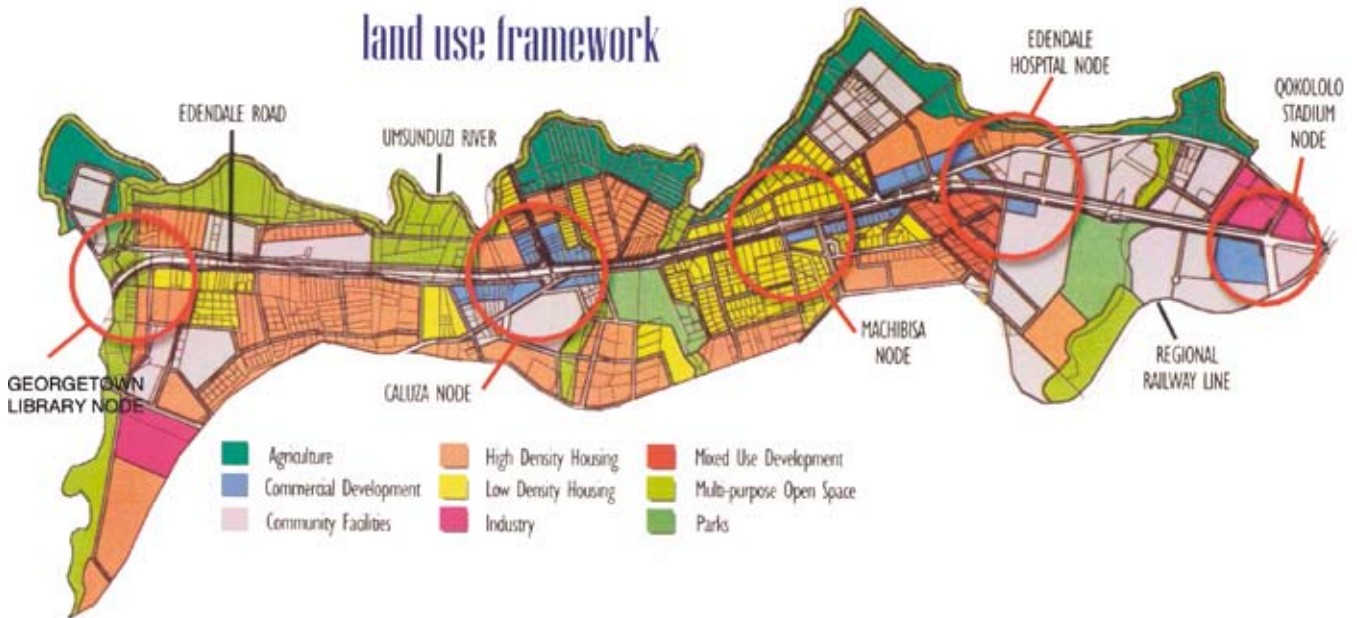 land use framework
EDENDALE ROAD
UMSUNDUZI RIVER
EDENDALE
HOSPITAL NODE
QOKOLOLO
STADIUM
NODE
GEORGETOWN
LIBRARY NODE
CALUZA NODE
MACHIBISA
NODE
REGIONAL
RAILWAY LINE
Agriculture
High Density Housing
Mixed Use Development
Commercial Development
Low Density Housing
Multi-purpose Open Space
Community Facilities
Industry
Parks